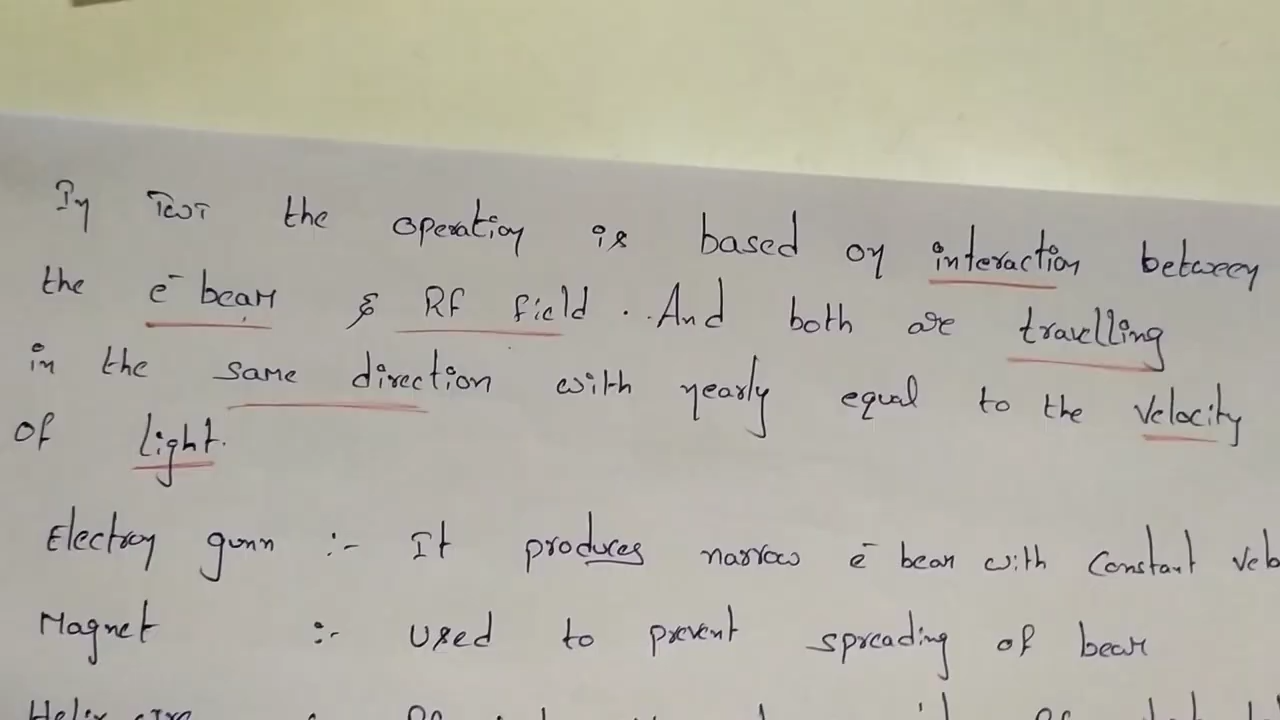 In TWT the operation is based on interaction between
the e⁻ beam & RF field. And both are travelling
in the same direction with nearly equal to the velocity
of light.
Electron gunn :- It produces narrow e⁻ beam with constant
Magnet :- used to prevent spreading of beam
Helix